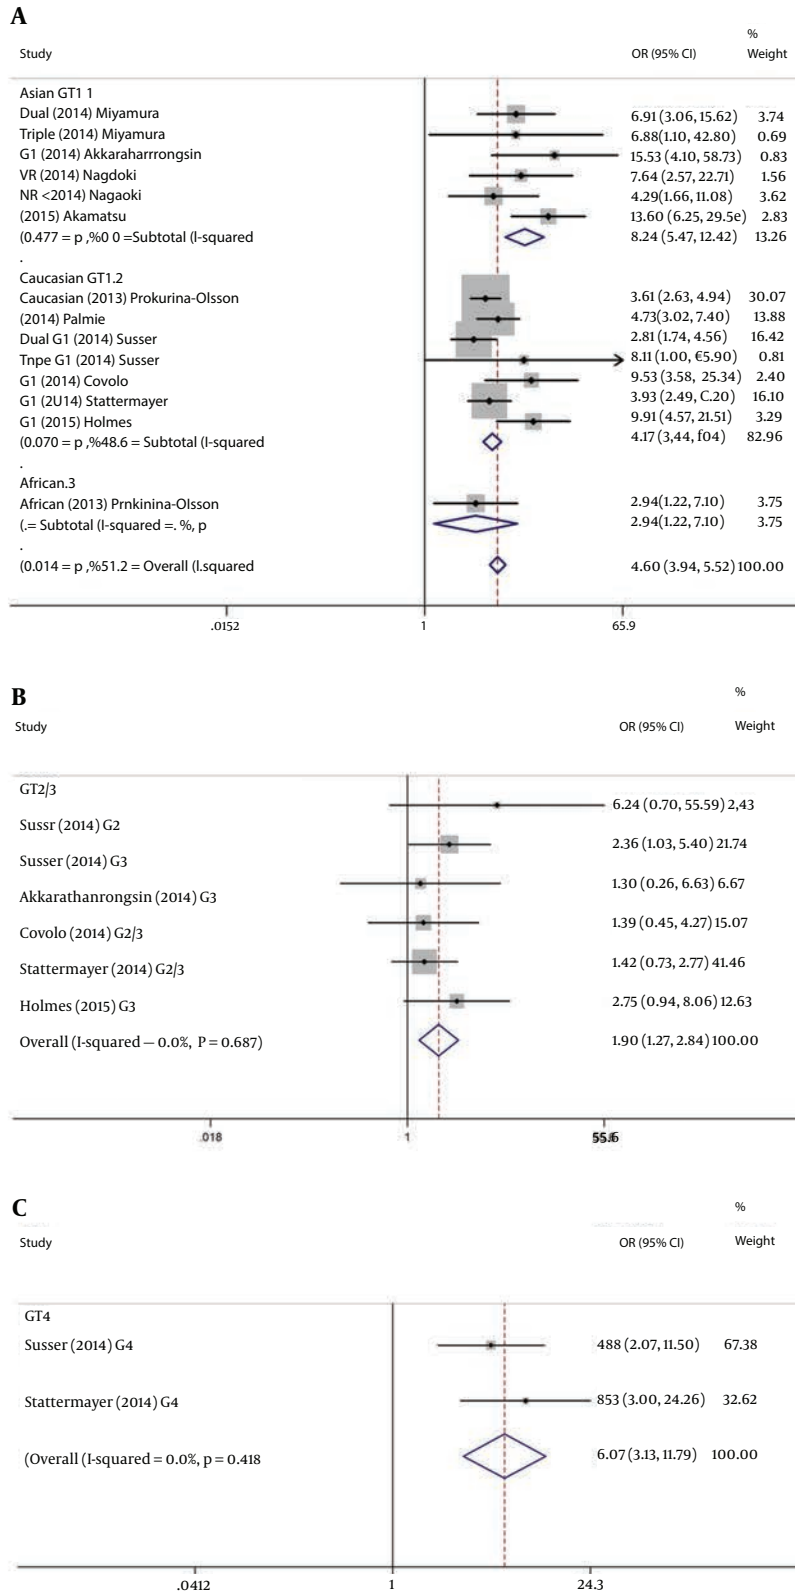 A
%
Study OR (95% CI) Weight
Asian GT1 1
Dual (2014) Miyamura 6.91 (3.06, 15.62) 3.74
Triple (2014) Miyamura 6.88(1.10, 42.80) 0.69
G1 (2014) Akkaraharrrongsin 15.53 (4.10, 58.73) 0.83
VR (2014) Nagdoki 7.64 (2.57, 22.71) 1.56
NR <2014) Nagaoki 4.29(1.66, 11.08) 3.62
(2015) Akamatsu 13.60 (6.25, 29.5e) 2.83
(0.477 = p ,%0 0 =Subtotal (I-squared 8.24 (5.47, 12.42) 13.26
.
Caucasian GT1.2
Caucasian (2013) Prokurina-Olsson 3.61 (2.63, 4.94) 30.07
(2014) Palmie 4.73(3.02, 7.40) 13.88
Dual G1 (2014) Susser 2.81 (1.74, 4.56) 16.42
Tnpe G1 (2014) Susser 8.11 (1.00, €5.90) 0.81
G1 (2014) Covolo 9.53 (3.58, 25.34) 2.40
G1 (2U14) Stattermayer 3.93 (2.49, C.20) 16.10
G1 (2015) Holmes 9.91 (4.57, 21.51) 3.29
(0.070 = p ,%48.6 = Subtotal (I-squared 4.17 (3,44, f04) 82.96
.
African.3
African (2013) Prnkinina-Olsson 2.94(1.22, 7.10) 3.75
(.= Subtotal (I-squared =. %, p 2.94(1.22, 7.10) 3.75
.
(0.014 = p ,%51.2 = Overall (l.squared 4.60 (3.94, 5.52) 100.00
.0152 1 65.9
B
%
Study OR (95% CI) Weight
GT2/3
6.24 (0.70, 55.59) 2,43
Sussr (2014) G2
2.36 (1.03, 5.40) 21.74
Susser (2014) G3
1.30 (0.26, 6.63) 6.67
Akkarathanrongsin (2014) G3
1.39 (0.45, 4.27) 15.07
Covolo (2014) G2/3
1.42 (0.73, 2.77) 41.46
Stattermayer (2014) G2/3
2.75 (0.94, 8.06) 12.63
Holmes (2015) G3
Overall (I-squared — 0.0%, P = 0.687) 1.90 (1.27, 2.84) 100.00
.018 1 55.6
C
%
Study OR (95% CI) Weight
GT4
Susser (2014) G4 488 (2.07, 11.50) 67.38
Stattermayer (2014) G4 853 (3.00, 24.26) 32.62
(Overall (I-squared = 0.0%, p = 0.418 6.07 (3.13, 11.79) 100.00
.0412 1 24.3